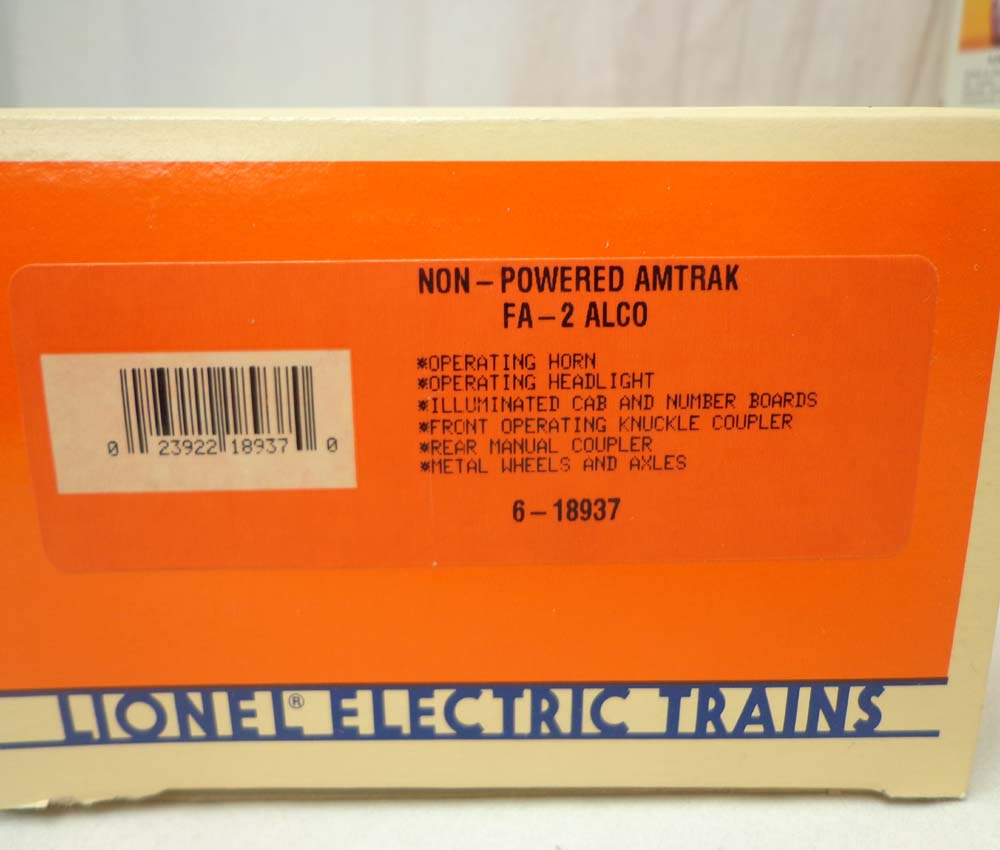 NON-POWERED AMTRAK
FA-2 ALCO
*OPERATING HORN
*OPERATING HEADLIGHT
*ILLUMINATED CAB AND NUMBER BOARDS
*FRONT OPERATING KNUCKLE COUPLER
*REAR MANUAL COUPLER
*METAL WHEELS AND AXLES
0 23922 18937 0
6-18937
LIONEL® ELECTRIC TRAINS